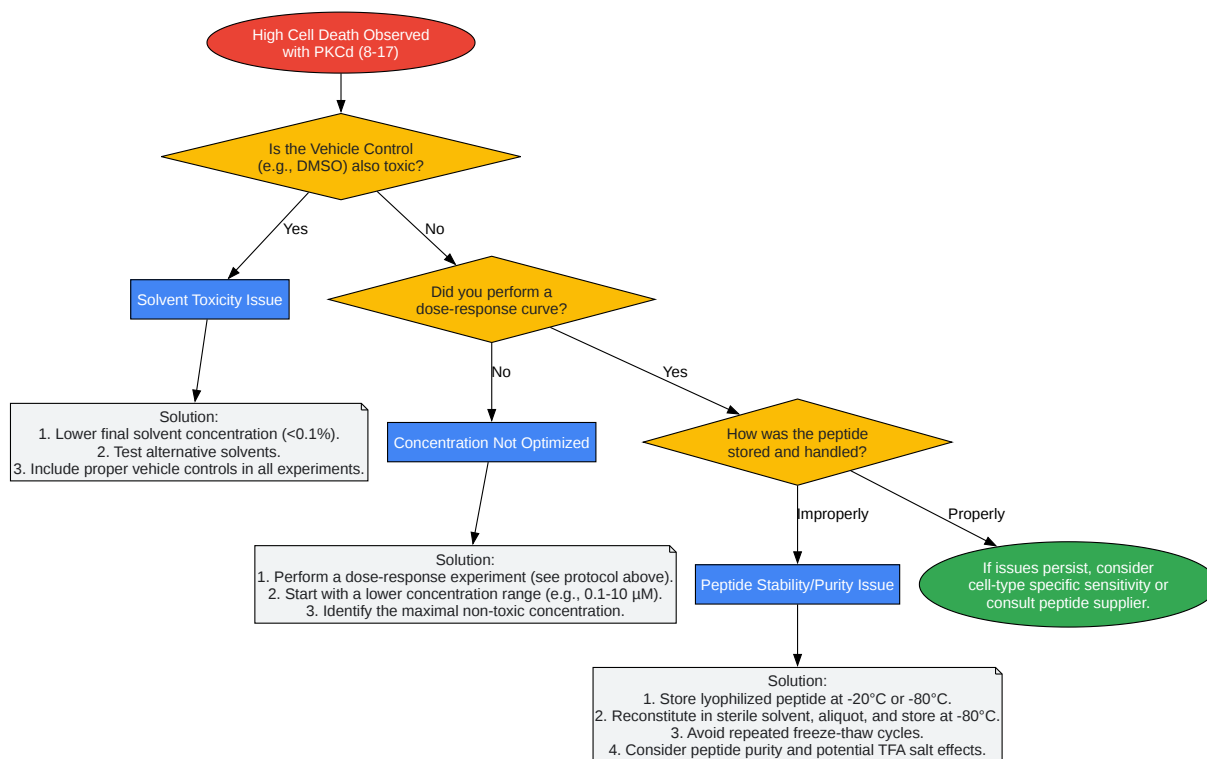 High Cell Death Observed
with PKCd (8-17)
Is the Vehicle Control
(e.g., DMSO) also toxic?
Yes
No
Solvent Toxicity Issue
Did you perform a
dose-response curve?
No
Yes
Solution:
1. Lower final solvent concentration (<0.1%).
2. Test alternative solvents.
3. Include proper vehicle controls in all experiments.
Concentration Not Optimized
How was the peptide
stored and handled?
Improperly
Properly
Solution:
1. Perform a dose-response experiment (see protocol above).
2. Start with a lower concentration range (e.g., 0.1-10 µM).
3. Identify the maximal non-toxic concentration.
Peptide Stability/Purity Issue
If issues persist, consider
cell-type specific sensitivity or
consult peptide supplier.
Solution:
1. Store lyophilized peptide at -20°C or -80°C.
2. Reconstitute in sterile solvent, aliquot, and store at -80°C.
3. Avoid repeated freeze-thaw cycles.
4. Consider peptide purity and potential TFA salt effects.